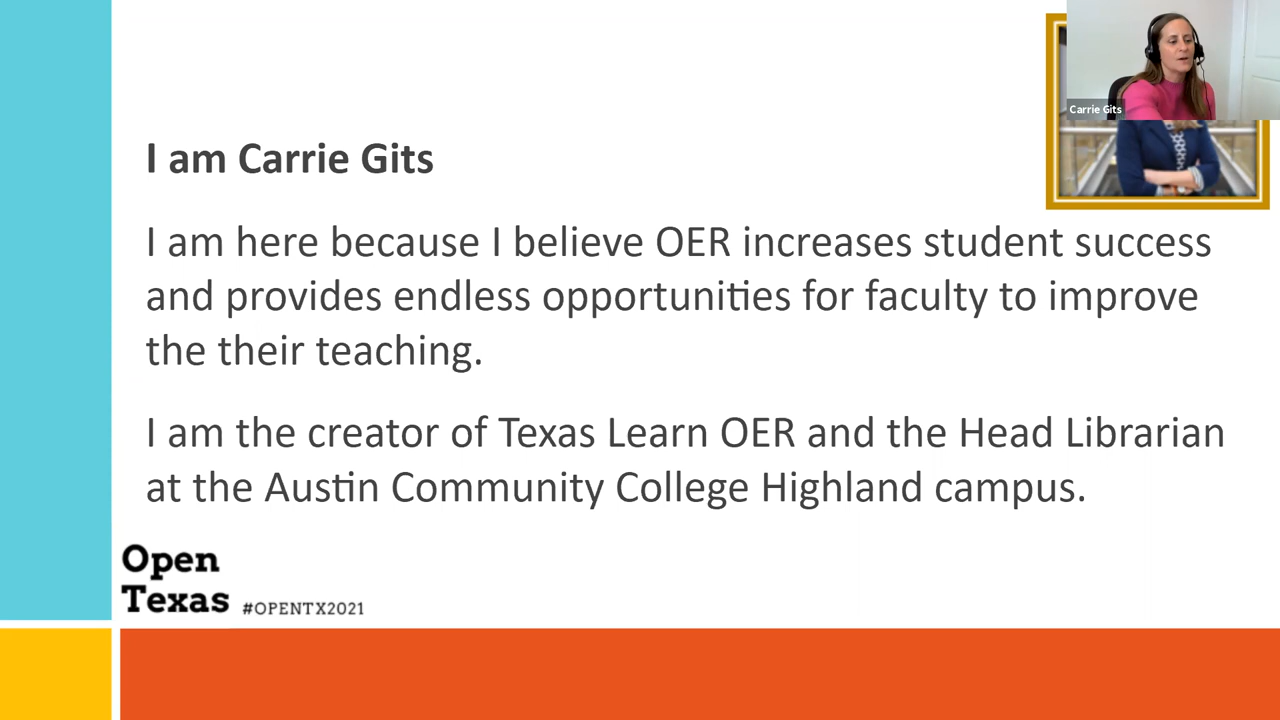 Carrie Gits
I am Carrie Gits
I am here because I believe OER increases student success
and provides endless opportunities for faculty to improve
the their teaching.
I am the creator of Texas Learn OER and the Head Librarian
at the Austin Community College Highland campus.
Open
Texas #OPENTX2021